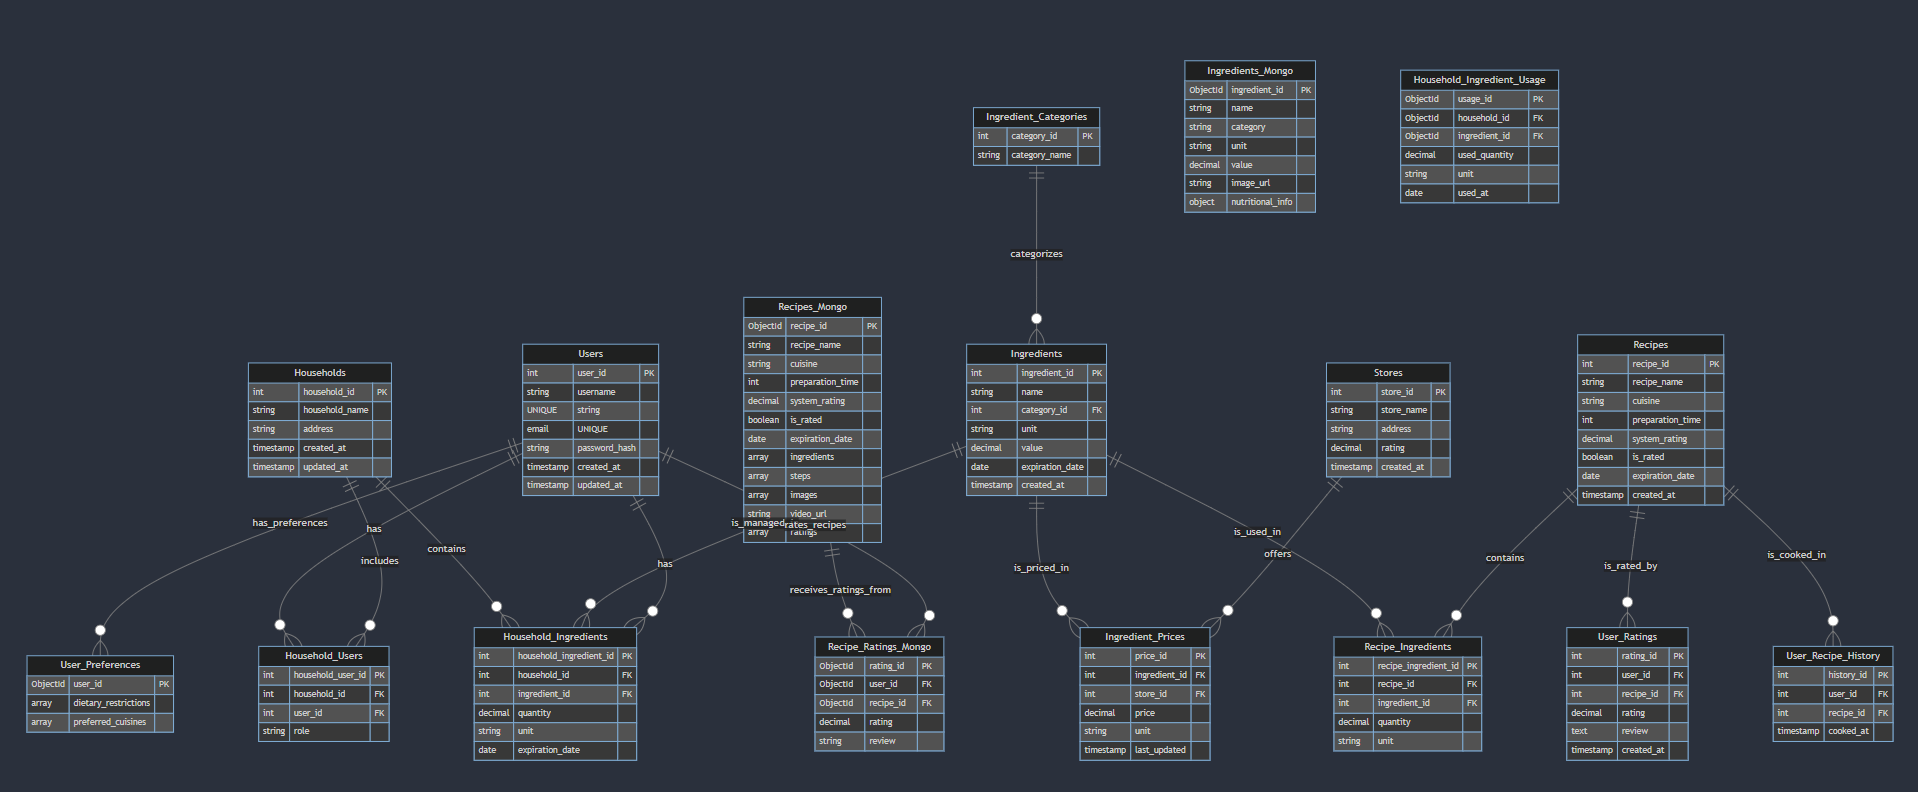 Ingredients_Mongo
ObjectId ingredient_id PK
string name
string category
string unit
decimal value
string image_url
object nutritional_info
Household_Ingredient_Usage
ObjectId usage_id PK
ObjectId household_id FK
ObjectId ingredient_id FK
decimal used_quantity
string unit
date used_at
Ingredient_Categories
int category_id PK
string category_name
categorizes
Recipes_Mongo
ObjectId recipe_id PK
string recipe_name
string cuisine
int preparation_time
decimal system_rating
boolean is_rated
date expiration_date
array ingredients
array steps
array images
string video_url
array ratings
Households
int household_id PK
string household_name
string address
timestamp created_at
timestamp updated_at
Users
int user_id PK
string username
UNIQUE string
email UNIQUE
string password_hash
timestamp created_at
timestamp updated_at
Ingredients
int ingredient_id PK
string name
int category_id FK
string unit
decimal value
date expiration_date
timestamp created_at
Stores
int store_id PK
string store_name
string address
decimal rating
timestamp created_at
Recipes
int recipe_id PK
string recipe_name
string cuisine
int preparation_time
decimal system_rating
boolean is_rated
date expiration_date
timestamp created_at
has_preferences
has
includes
contains
has
is_managed
rates_recipes
receives_ratings_from
is_priced_in
is_used_in
offers
contains
is_rated_by
is_cooked_in
User_Preferences
ObjectId user_id PK
array dietary_restrictions
array preferred_cuisines
Household_Users
int household_user_id PK
int household_id FK
int user_id FK
string role
Household_Ingredients
int household_ingredient_id PK
int household_id FK
int ingredient_id FK
decimal quantity
string unit
date expiration_date
Recipe_Ratings_Mongo
ObjectId rating_id PK
ObjectId user_id FK
ObjectId recipe_id FK
decimal rating
string review
Ingredient_Prices
int price_id PK
int ingredient_id FK
int store_id FK
decimal price
string unit
timestamp last_updated
Recipe_Ingredients
int recipe_ingredient_id PK
int recipe_id FK
int ingredient_id FK
decimal quantity
string unit
User_Ratings
int rating_id PK
int user_id FK
int recipe_id FK
decimal rating
text review
timestamp created_at
User_Recipe_History
int history_id PK
int user_id FK
int recipe_id FK
timestamp cooked_at